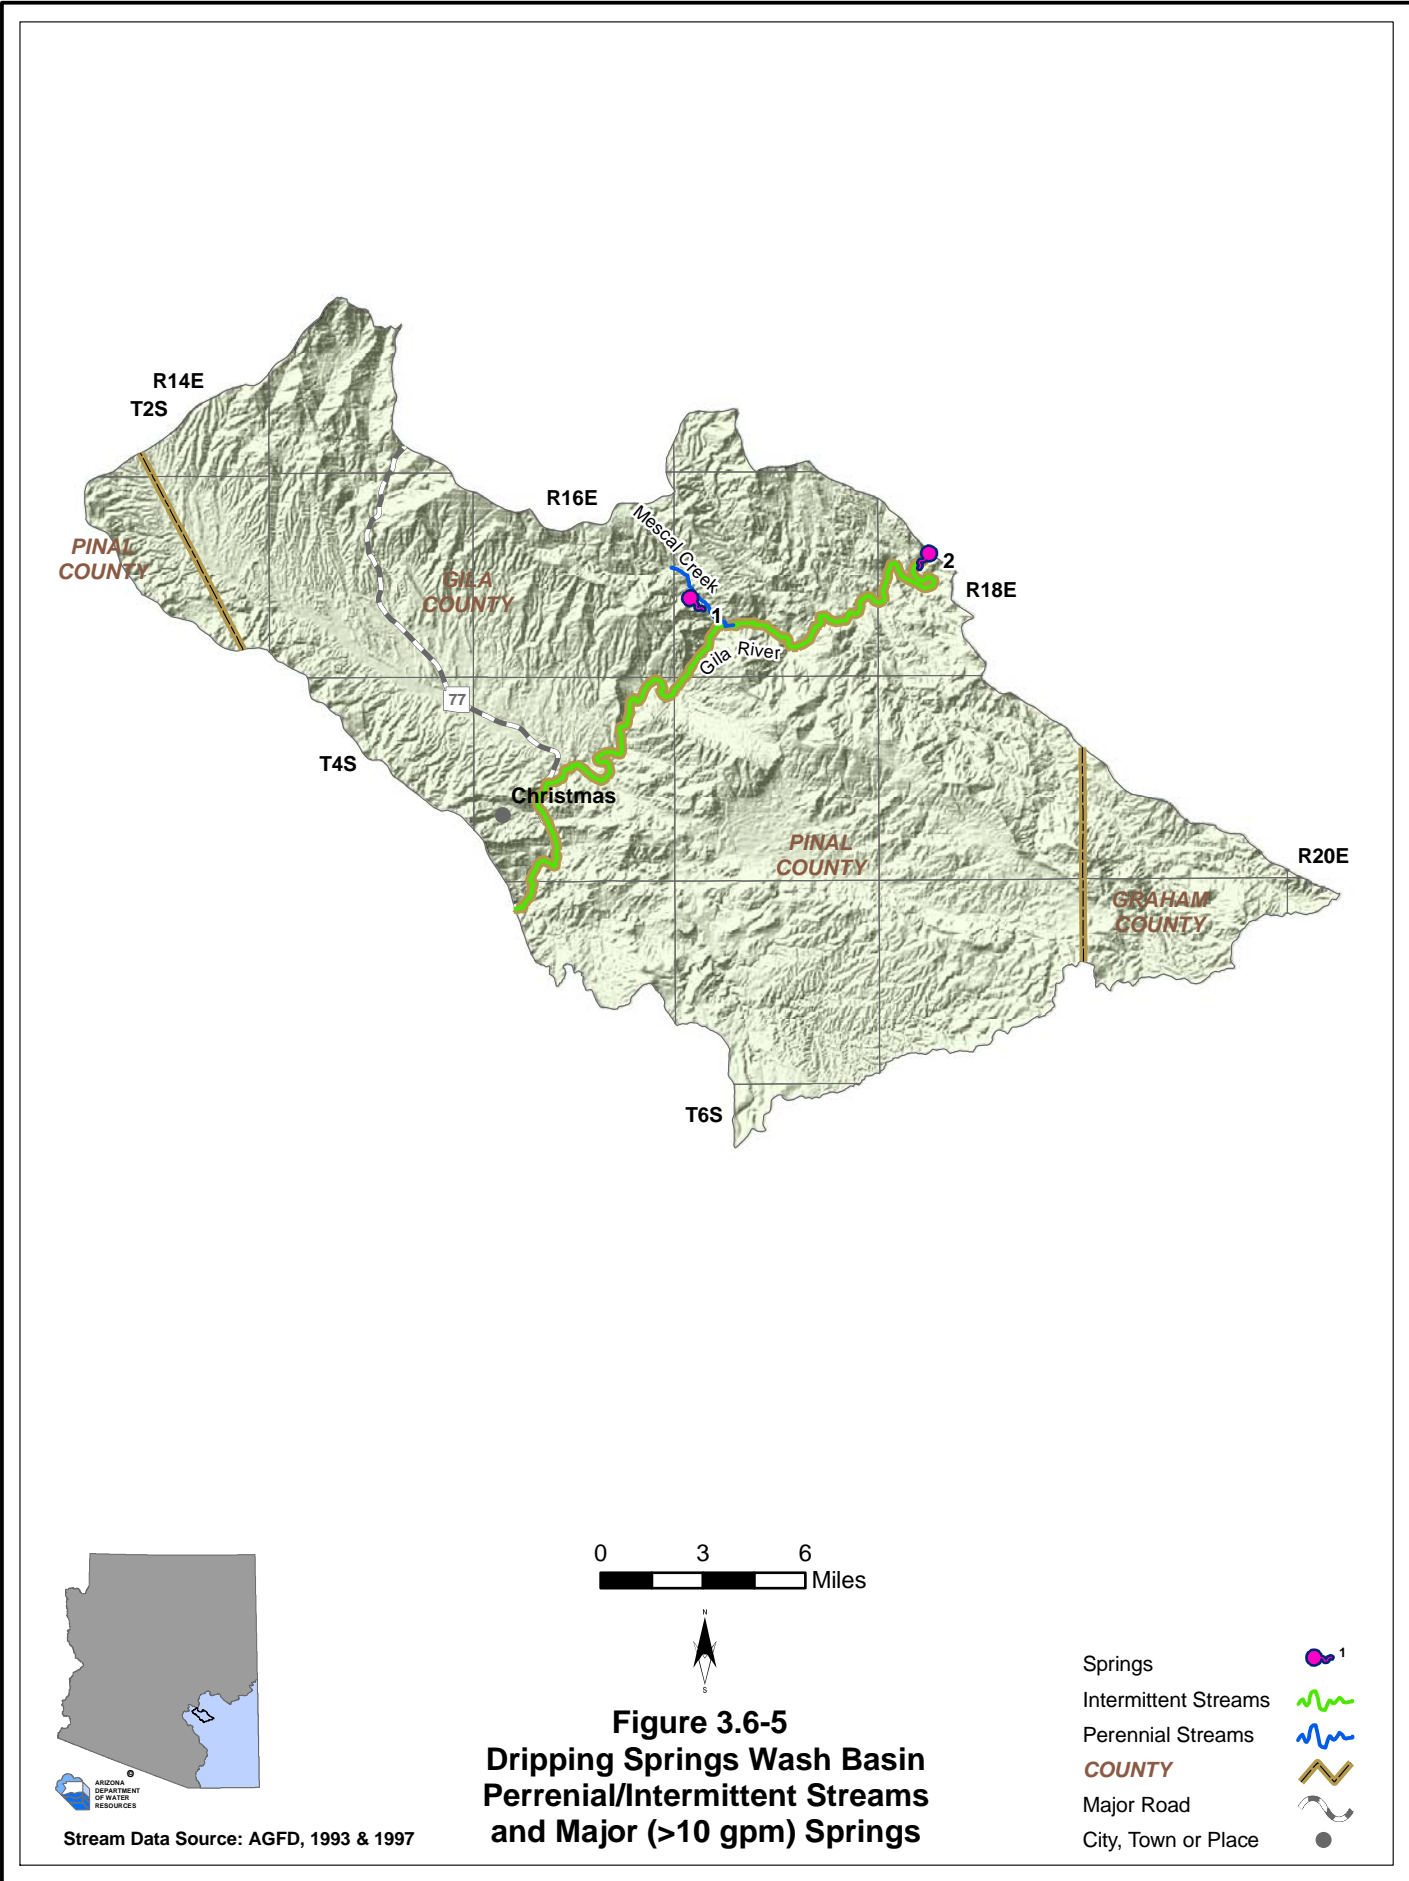 R14E
T2S
R16E
Mescal Creek
PINAL
COUNTY
GILA
COUNTY
2
R18E
1
Gila River
77
T4S
Christmas
PINAL
COUNTY
R20E
GRAHAM
COUNTY
T6S
0 3 6
Miles
N
S
Figure 3.6-5
Dripping Springs Wash Basin
Perrenial/Intermittent Streams
and Major (>10 gpm) Springs
©
ARIZONA
DEPARTMENT
OF WATER
RESOURCES
Stream Data Source: AGFD, 1993 & 1997
Springs 1
Intermittent Streams
Perennial Streams
COUNTY
Major Road
City, Town or Place